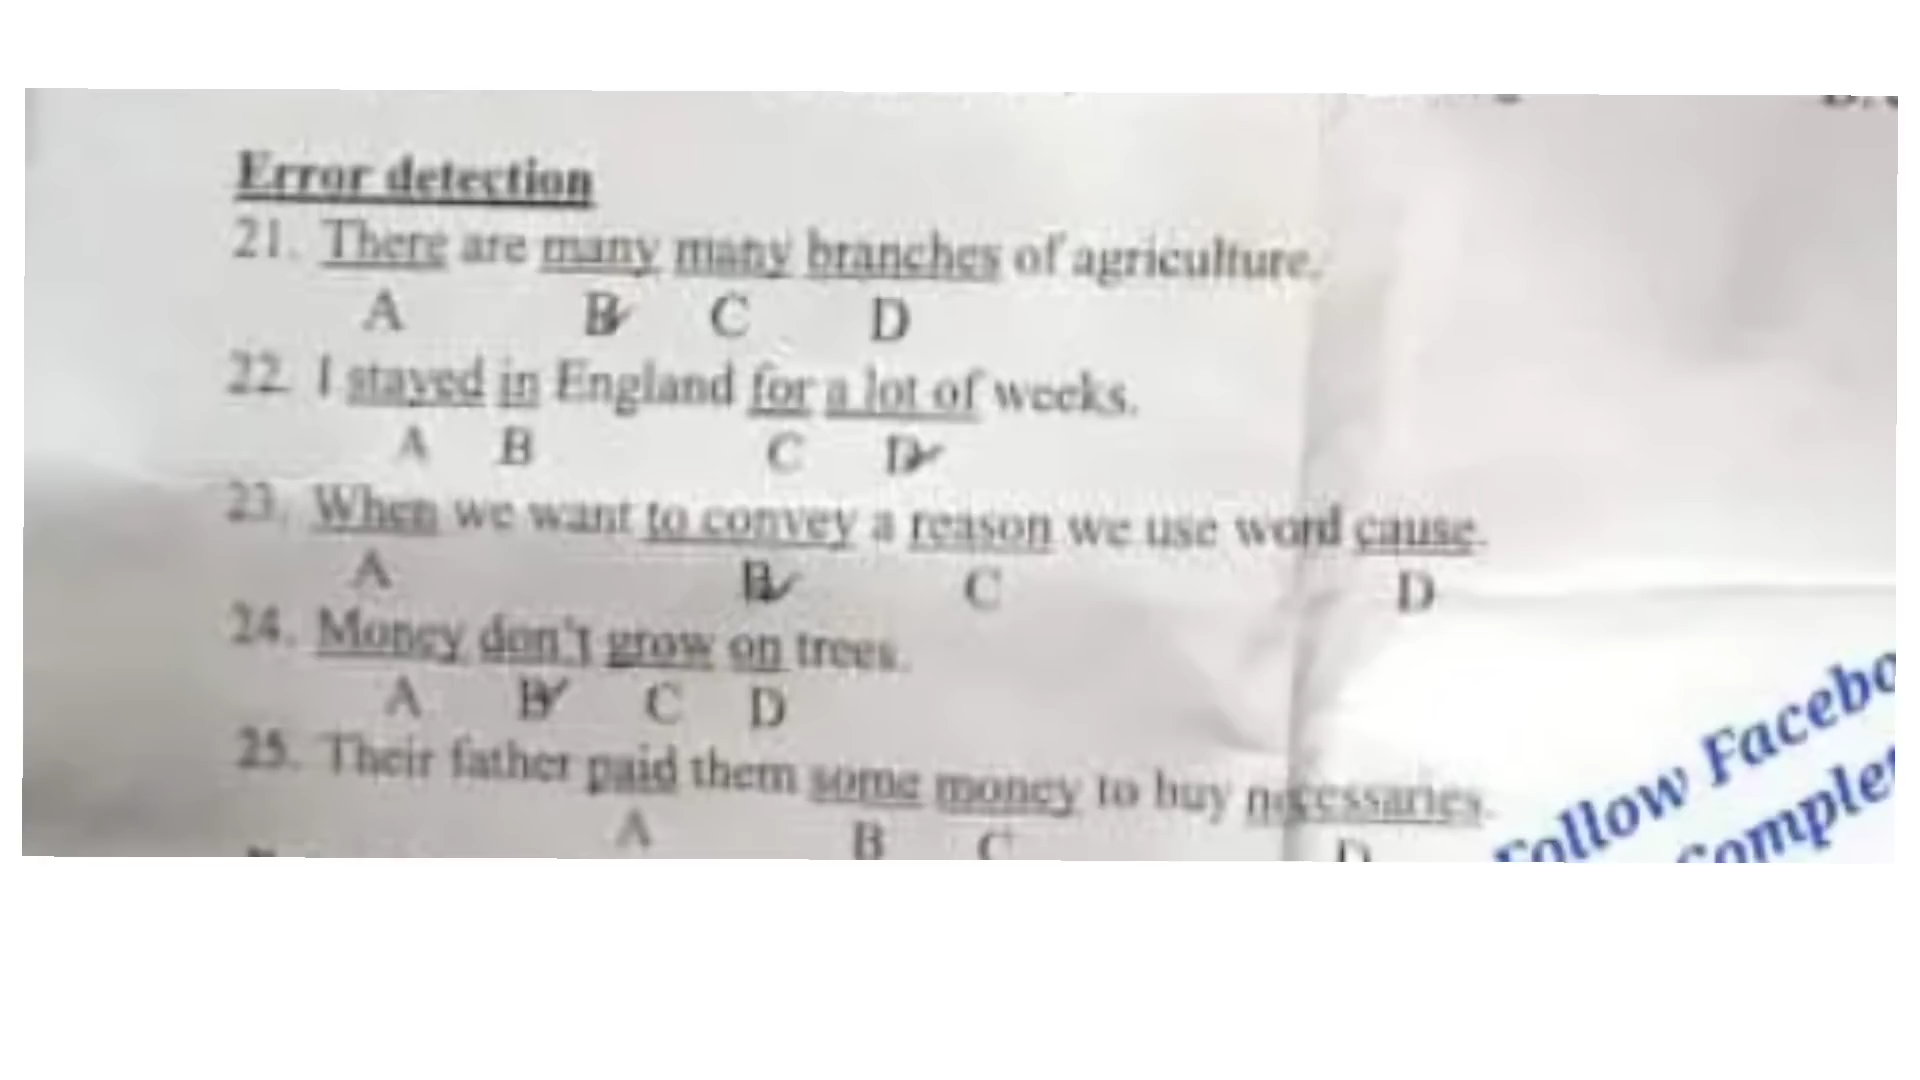 Error detection
21. There are many many branches of agriculture.
A B C D
22. I stayed in England for a lot of weeks.
A B C D
23. When we want to convey a reason we use word cause.
A B C D
24. Money don't grow on trees.
A B C D
25. Their father paid them some money to buy necessaries.
A B C D
Follow Facebo
Complet